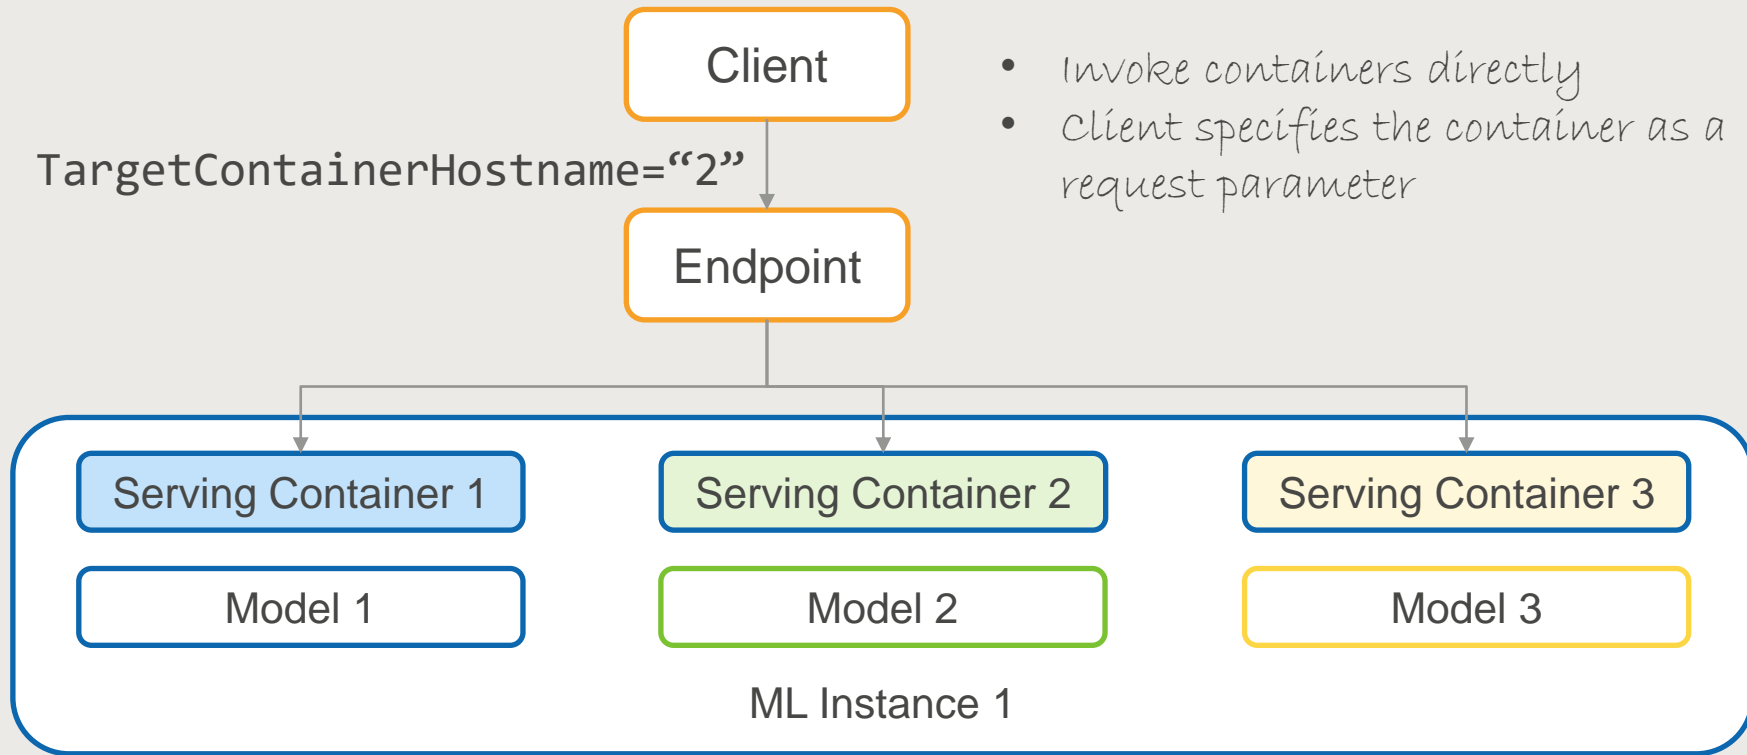 Client
• Invoke containers directly
• Client specifies the container as a
request parameter
TargetContainerHostname=“2”
Endpoint
Serving Container 1
Serving Container 2
Serving Container 3
Model 1
Model 2
Model 3
ML Instance 1